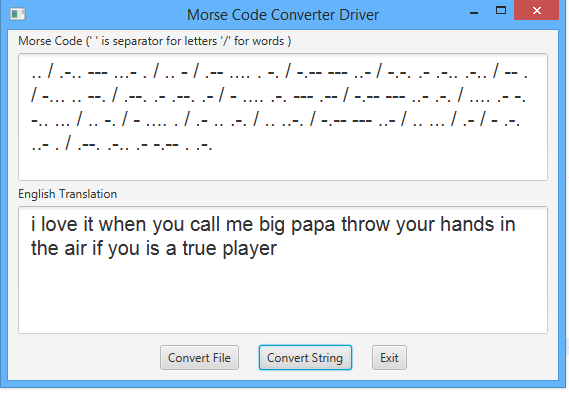 Morse Code Converter Driver
Morse Code (' ' is separator for letters '/' for words )
.. / .-.. --- ...- . / .. - / .-- .... . -. / -.-- --- ..- / -.-. .- .-.. .-.. / -- .
/ -... .. --. / .--. .- .--. .- / - .... .-. --- .-- / -.-- --- ..- .-. / .... .- -.
-.. ... / .. -. / - .... . / .- .. .-. / .. ..-. / -.-- --- ..- / .. ... / .- / - .-.
..- . / .--. .-.. .- -.-- . .-.
English Translation
i love it when you call me big papa throw your hands in
the air if you is a true player
Convert File Convert String Exit